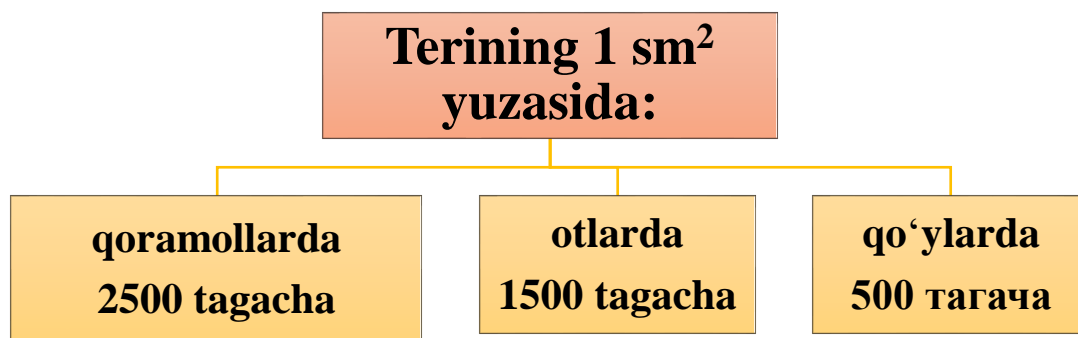 Terining 1 sm²
yuzasida:
qoramollarda
2500 tagacha
otlarda
1500 tagacha
qo‘ylarda
500 тагача